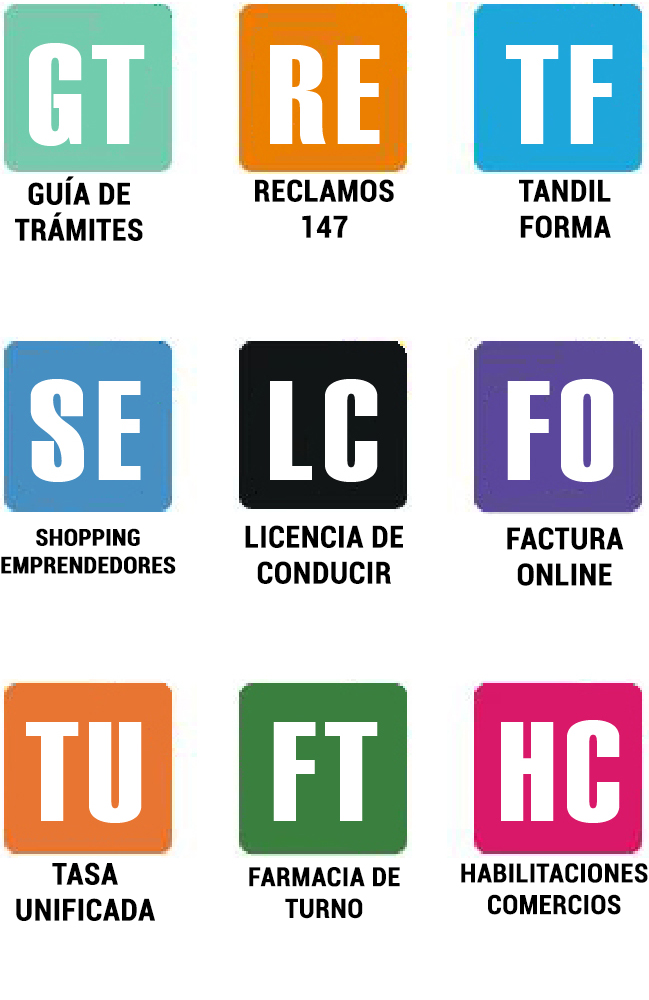 GT
GUÍA DE
TRÁMITES
RE
RECLAMOS
147
TF
TANDIL
FORMA
SE
SHOPPING
EMPRENDEDORES
LC
LICENCIA DE
CONDUCIR
FO
FACTURA
ONLINE
TU
TASA
UNIFICADA
FT
FARMACIA DE
TURNO
HC
HABILITACIONES
COMERCIOS